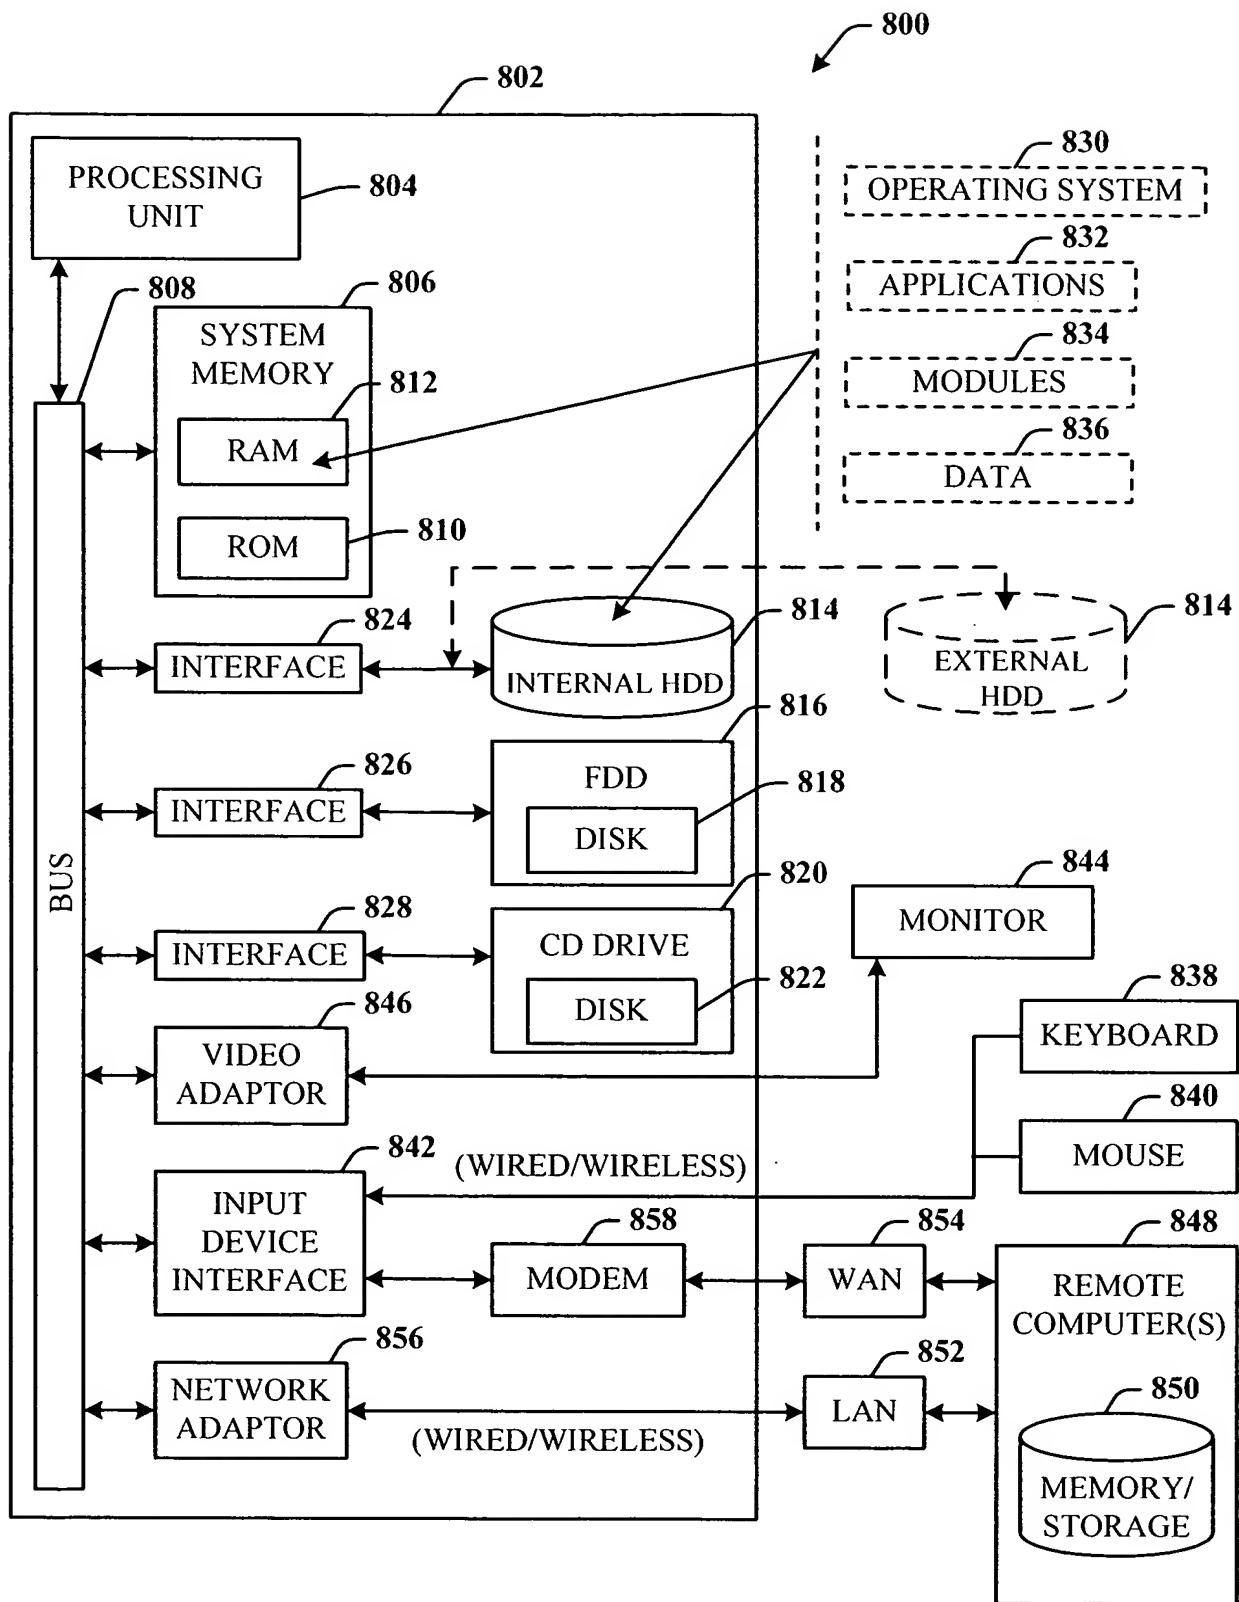 800
802
PROCESSING
UNIT
804
830
OPERATING SYSTEM
832
APPLICATIONS
834
MODULES
836
DATA
808
806
SYSTEM
MEMORY
812
RAM
810
ROM
824
INTERFACE
814
INTERNAL HDD
814
EXTERNAL
HDD
816
FDD
826
INTERFACE
818
DISK
BUS
820
CD DRIVE
828
INTERFACE
822
DISK
844
MONITOR
838
KEYBOARD
846
VIDEO
ADAPTOR
840
MOUSE
842
(WIRED/WIRELESS)
INPUT
DEVICE
INTERFACE
858
MODEM
854
WAN
848
REMOTE
COMPUTER(S)
856
NETWORK
ADAPTOR
(WIRED/WIRELESS)
852
LAN
850
MEMORY/
STORAGE